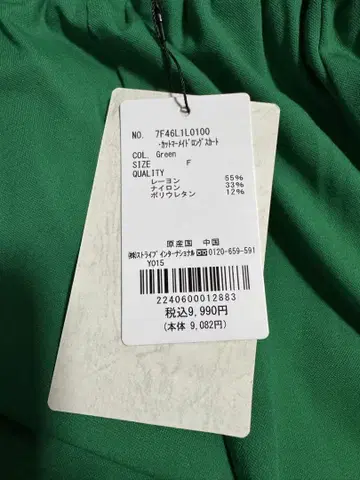 NO. 7F46L1L0100
・カットマーメイドロングスカート
COL. Green
SIZE F
QUALITY
レーヨン 55%
ナイロン 33%
ポリウレタン 12%
原産国 中国
㈱ストライプインターナショナル 0120-659-591
Y015
2240600012883
税込9,990円
(本体 9,082円)